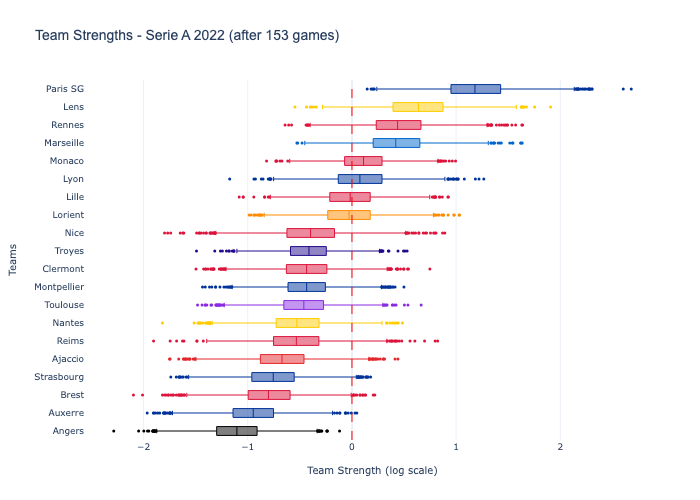 Team Strengths - Serie A 2022 (after 153 games)
Paris SG
Lens
Rennes
Marseille
Monaco
Lyon
Lille
Lorient
Nice
Troyes
Clermont
Montpellier
Toulouse
Nantes
Reims
Ajaccio
Strasbourg
Brest
Auxerre
Angers
Teams
−2 −1 0 1 2
Team Strength (log scale)